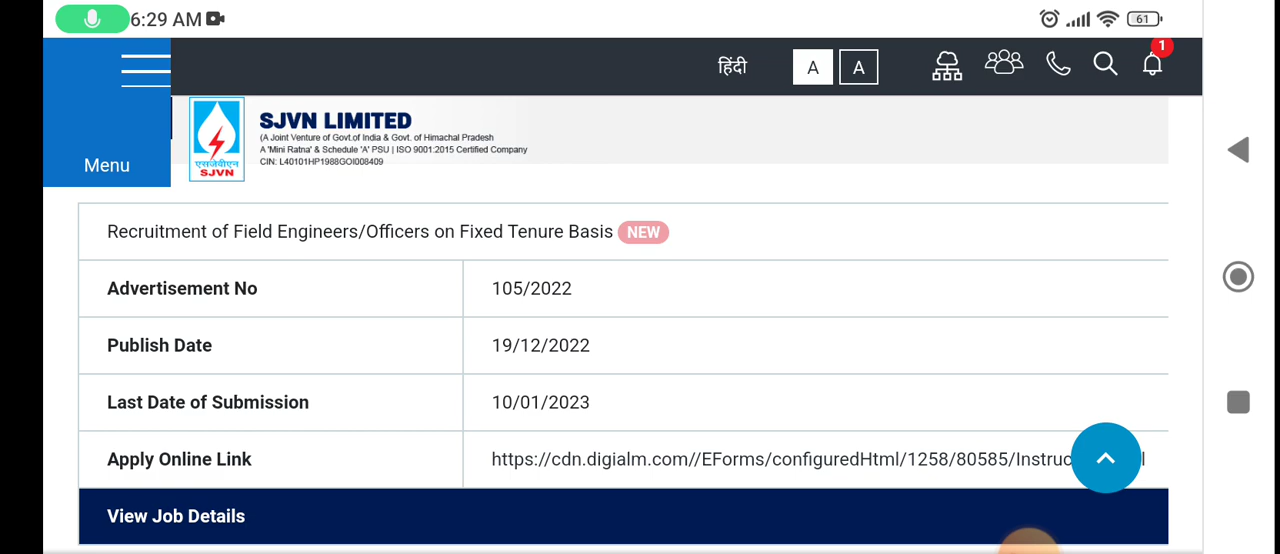 6:29 AM
61
हिंदी
A
A
1
Menu
एसजेवीएन
SJVN
SJVN LIMITED
(A Joint Venture of Govt.of India & Govt. of Himachal Pradesh
A 'Mini Ratna' & Schedule 'A' PSU | ISO 9001:2015 Certified Company
CIN: L40101HP1988GOI008409
Recruitment of Field Engineers/Officers on Fixed Tenure Basis NEW
Advertisement No 105/2022
Publish Date 19/12/2022
Last Date of Submission 10/01/2023
Apply Online Link https://cdn.digialm.com//EForms/configuredHtml/1258/80585/Instruc
View Job Details